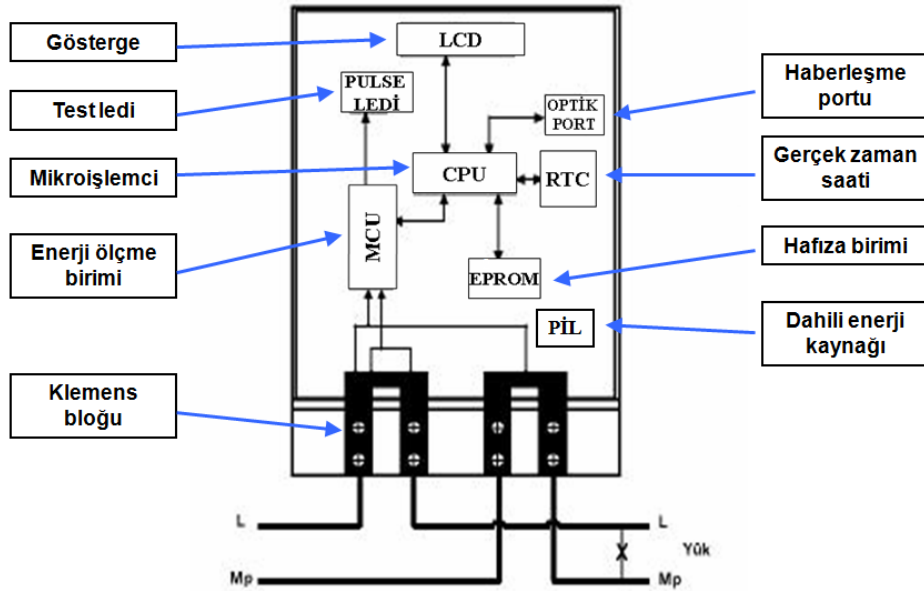 Gösterge
Test ledi
Mikroişlemci
Enerji ölçme
birimi
Klemens
bloğu
LCD
PULSE
LEDİ
OPTİK
PORT
CPU
RTC
MCU
EPROM
PİL
Haberleşme
portu
Gerçek zaman
saati
Hafıza birimi
Dahili enerji
kaynağı
L
L
Yük
Mp
Mp